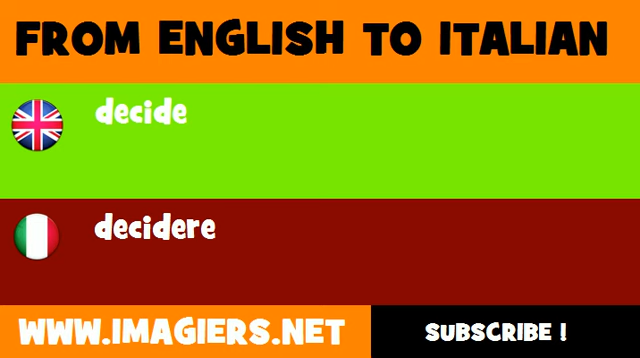 FROM ENGLISH TO ITALIAN
decide
decidere
WWW.IMAGIERS.NET
SUBSCRIBE !